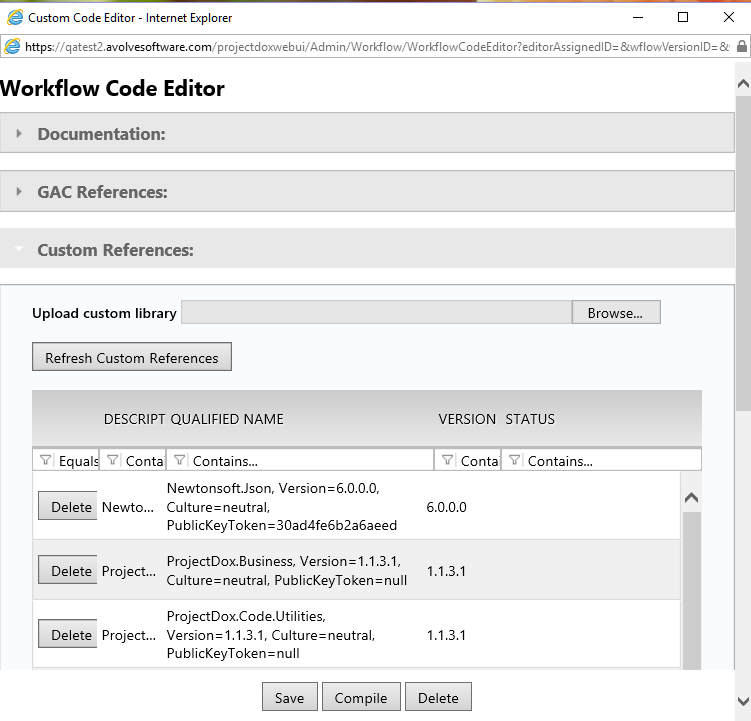 Custom Code Editor - Internet Explorer
https://qatest2.avolvesoftware.com/projectdoxwebui/Admin/Workflow/WorkflowCodeEditor?editorAssignedID=&wflowVersionID=&
Workflow Code Editor
Documentation:
GAC References:
Custom References:
Upload custom library Browse...
Refresh Custom References
DESCRIPT QUALIFIED NAME VERSION STATUS
Equals Conta Contains... Conta Contains...
Newtonsoft.Json, Version=6.0.0.0,
Delete Newto... Culture=neutral, 6.0.0.0
PublicKeyToken=30ad4fe6b2a6aeed
ProjectDox.Business, Version=1.1.3.1,
Delete Project... Culture=neutral, PublicKeyToken=null 1.1.3.1
ProjectDox.Code.Utilities,
Delete Project... Version=1.1.3.1, Culture=neutral, 1.1.3.1
PublicKeyToken=null
Save Compile Delete